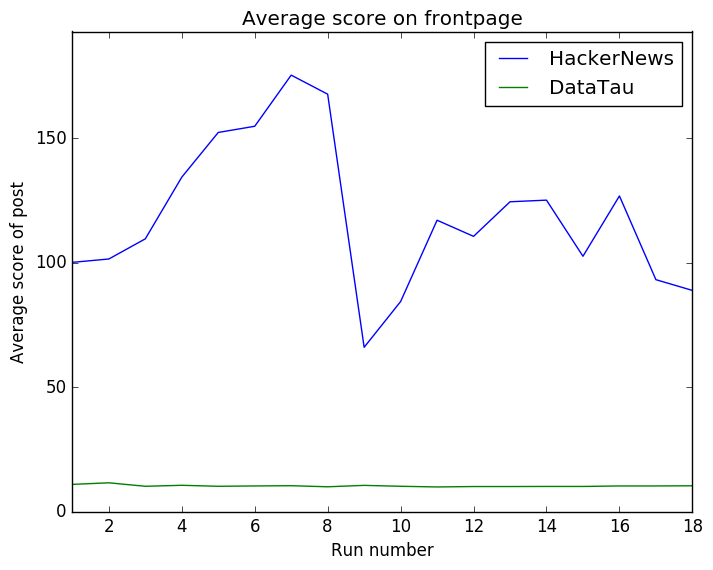 Average score on frontpage
HackerNews
DataTau
Average score of post
150
100
50
0
2 4 6 8 10 12 14 16 18
Run number